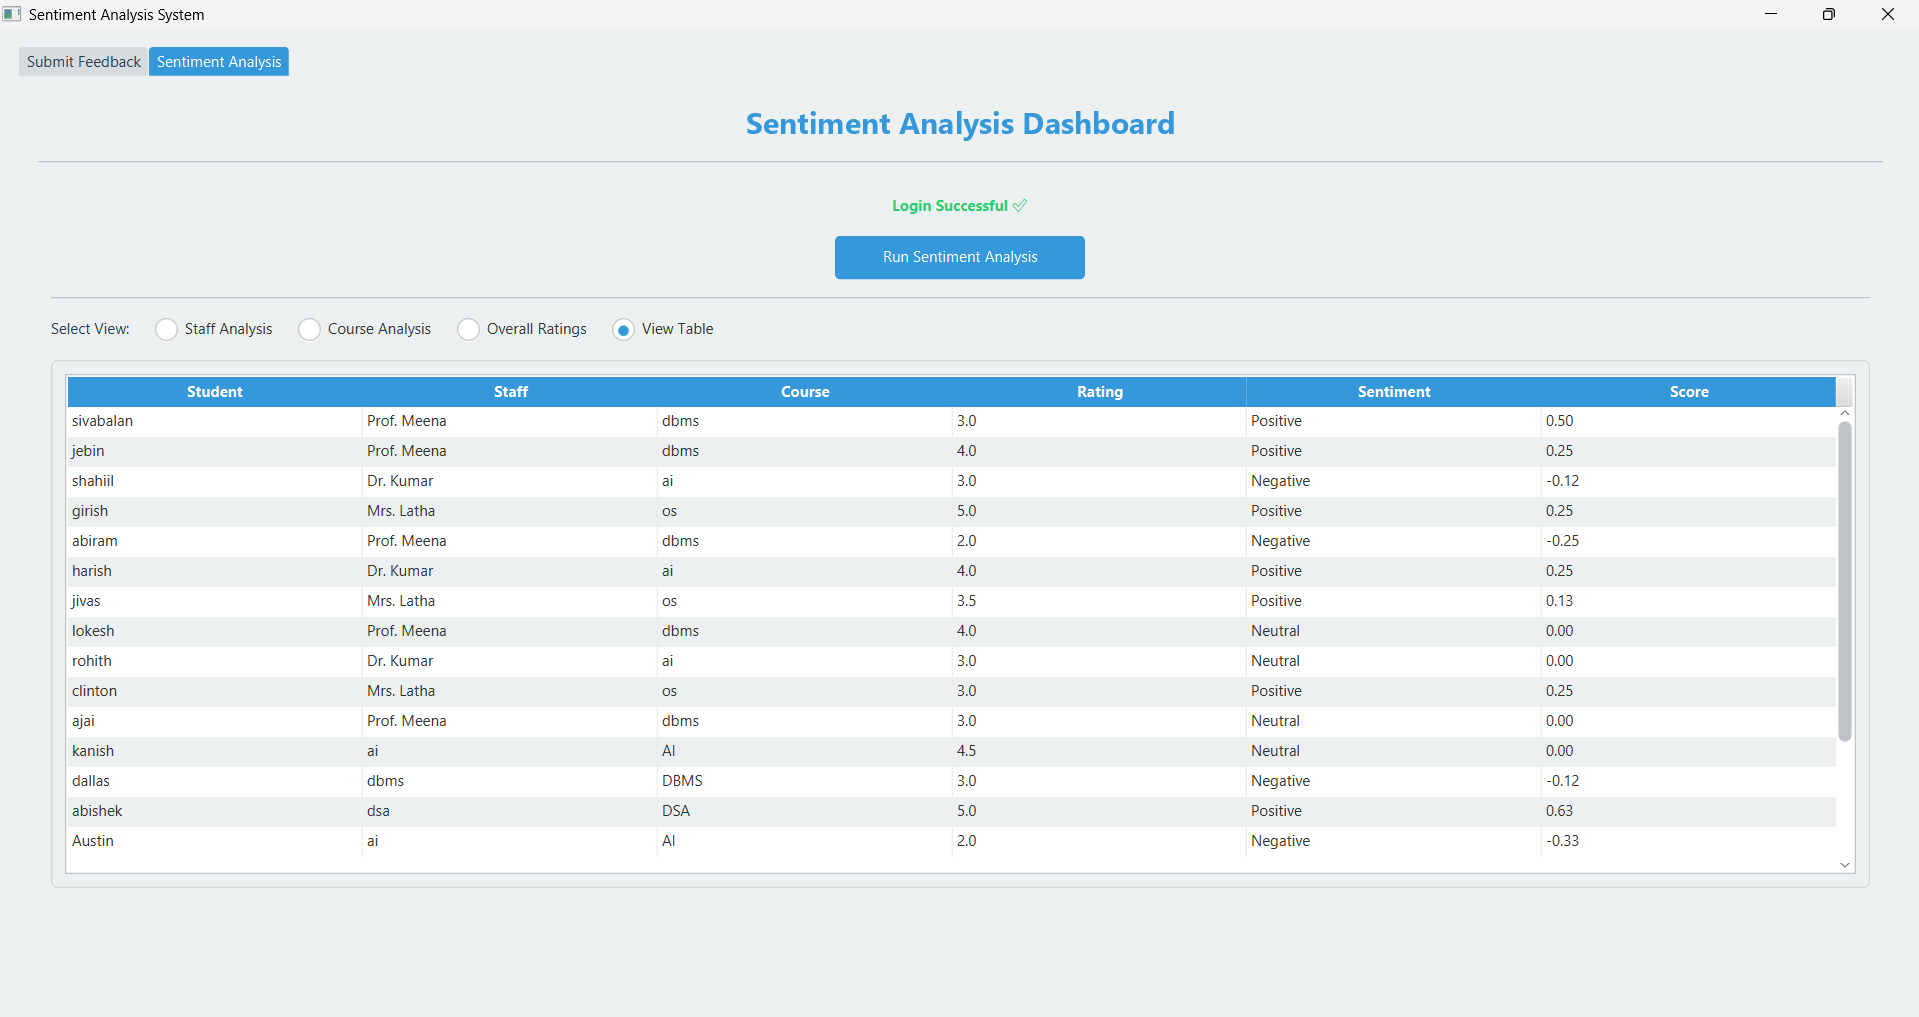 Sentiment Analysis System
Submit Feedback Sentiment Analysis
Sentiment Analysis Dashboard
Login Successful ✅
Run Sentiment Analysis
Select View: Staff Analysis Course Analysis Overall Ratings View Table
Student Staff Course Rating Sentiment Score
sivabalan Prof. Meena dbms 3.0 Positive 0.50
jebin Prof. Meena dbms 4.0 Positive 0.25
shahiil Dr. Kumar ai 3.0 Negative -0.12
girish Mrs. Latha os 5.0 Positive 0.25
abiram Prof. Meena dbms 2.0 Negative -0.25
harish Dr. Kumar ai 4.0 Positive 0.25
jivas Mrs. Latha os 3.5 Positive 0.13
lokesh Prof. Meena dbms 4.0 Neutral 0.00
rohith Dr. Kumar ai 3.0 Neutral 0.00
clinton Mrs. Latha os 3.0 Positive 0.25
ajai Prof. Meena dbms 3.0 Neutral 0.00
kanish ai AI 4.5 Neutral 0.00
dallas dbms DBMS 3.0 Negative -0.12
abishek dsa DSA 5.0 Positive 0.63
Austin ai AI 2.0 Negative -0.33